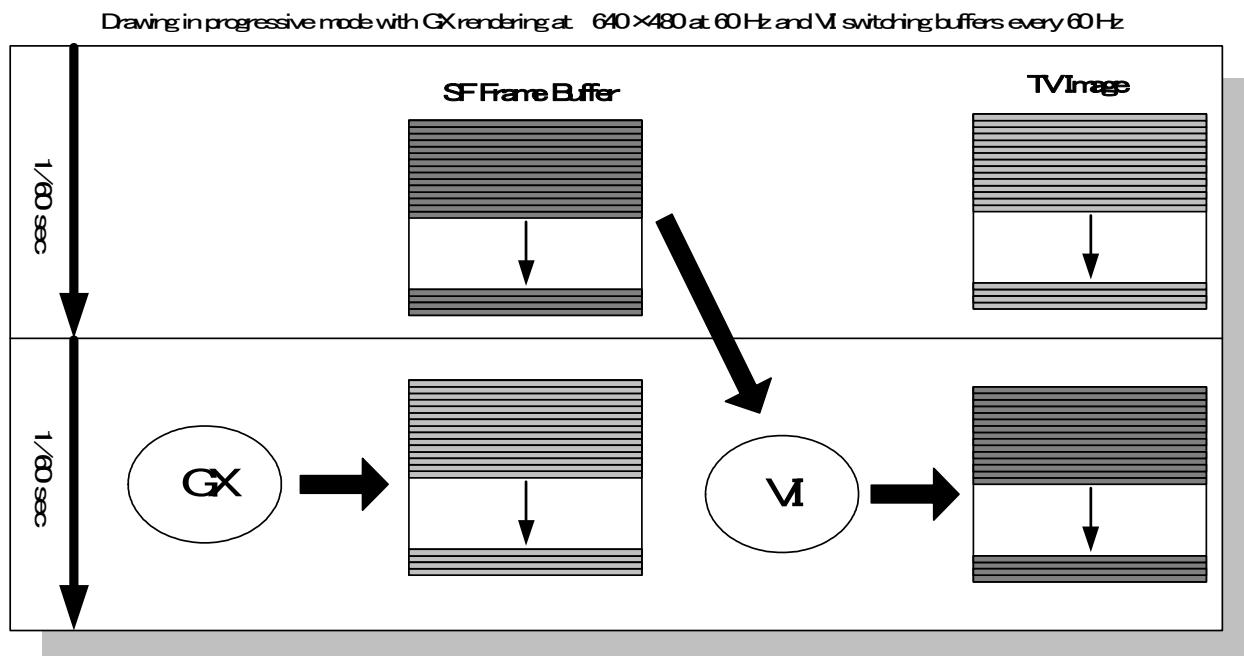 Drawing in progressive mode with GX rendering at 640×480 at 60 Hz and VI switching buffers every 60 Hz
SF Frame Buffer
TV Image
1/60 sec
GX
VI
1/60 sec